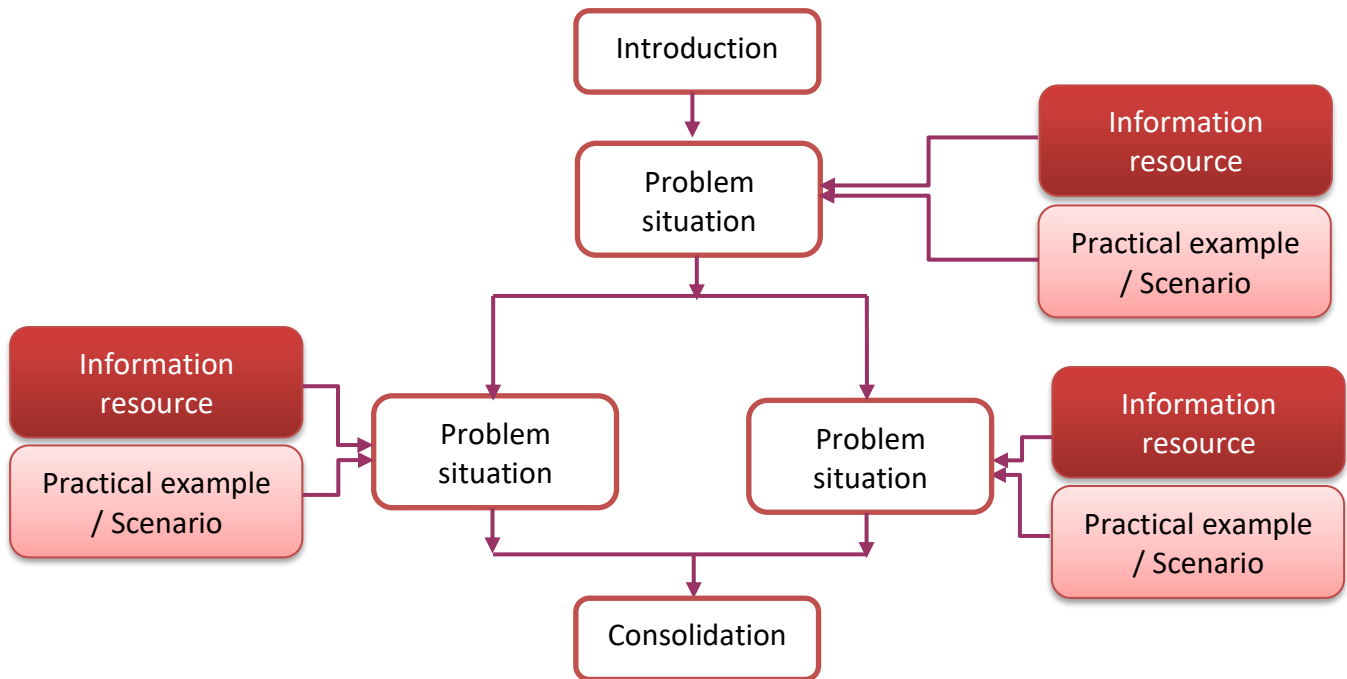 Introduction
Information
resource
Problem
situation
Practical example
/ Scenario
Information
resource
Practical example
/ Scenario
Problem
situation
Problem
situation
Information
resource
Practical example
/ Scenario
Consolidation